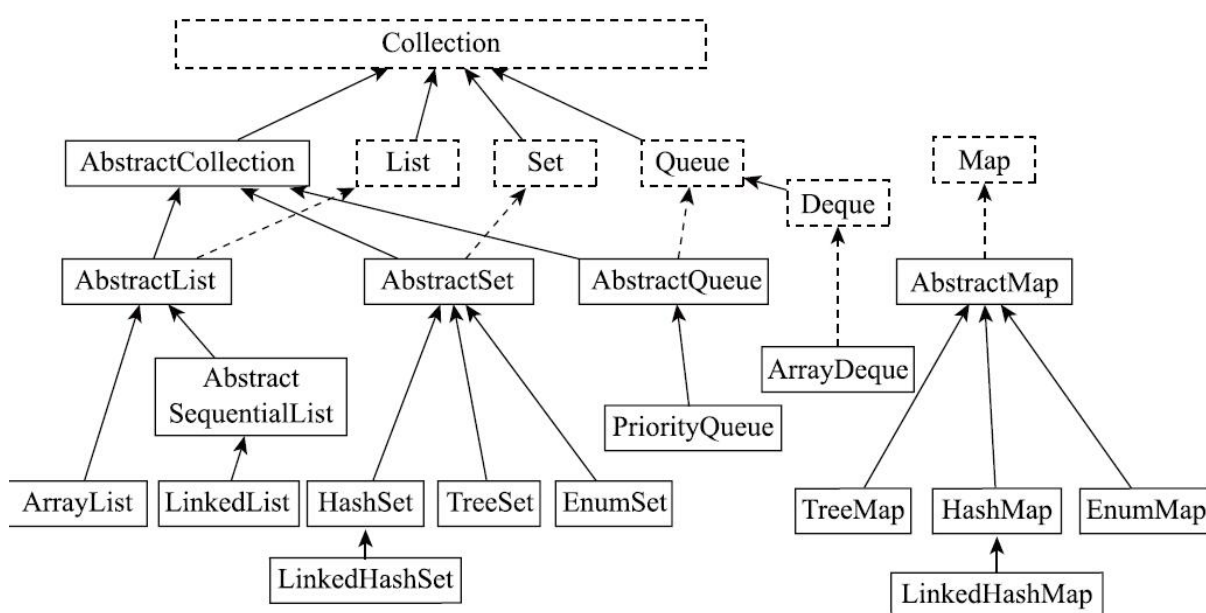 Collection
AbstractCollection
List
Set
Queue
Map
Deque
AbstractList
AbstractSet
AbstractQueue
AbstractMap
Abstract
SequentialList
ArrayDeque
PriorityQueue
ArrayList
LinkedList
HashSet
TreeSet
EnumSet
TreeMap
HashMap
EnumMap
LinkedHashSet
LinkedHashMap